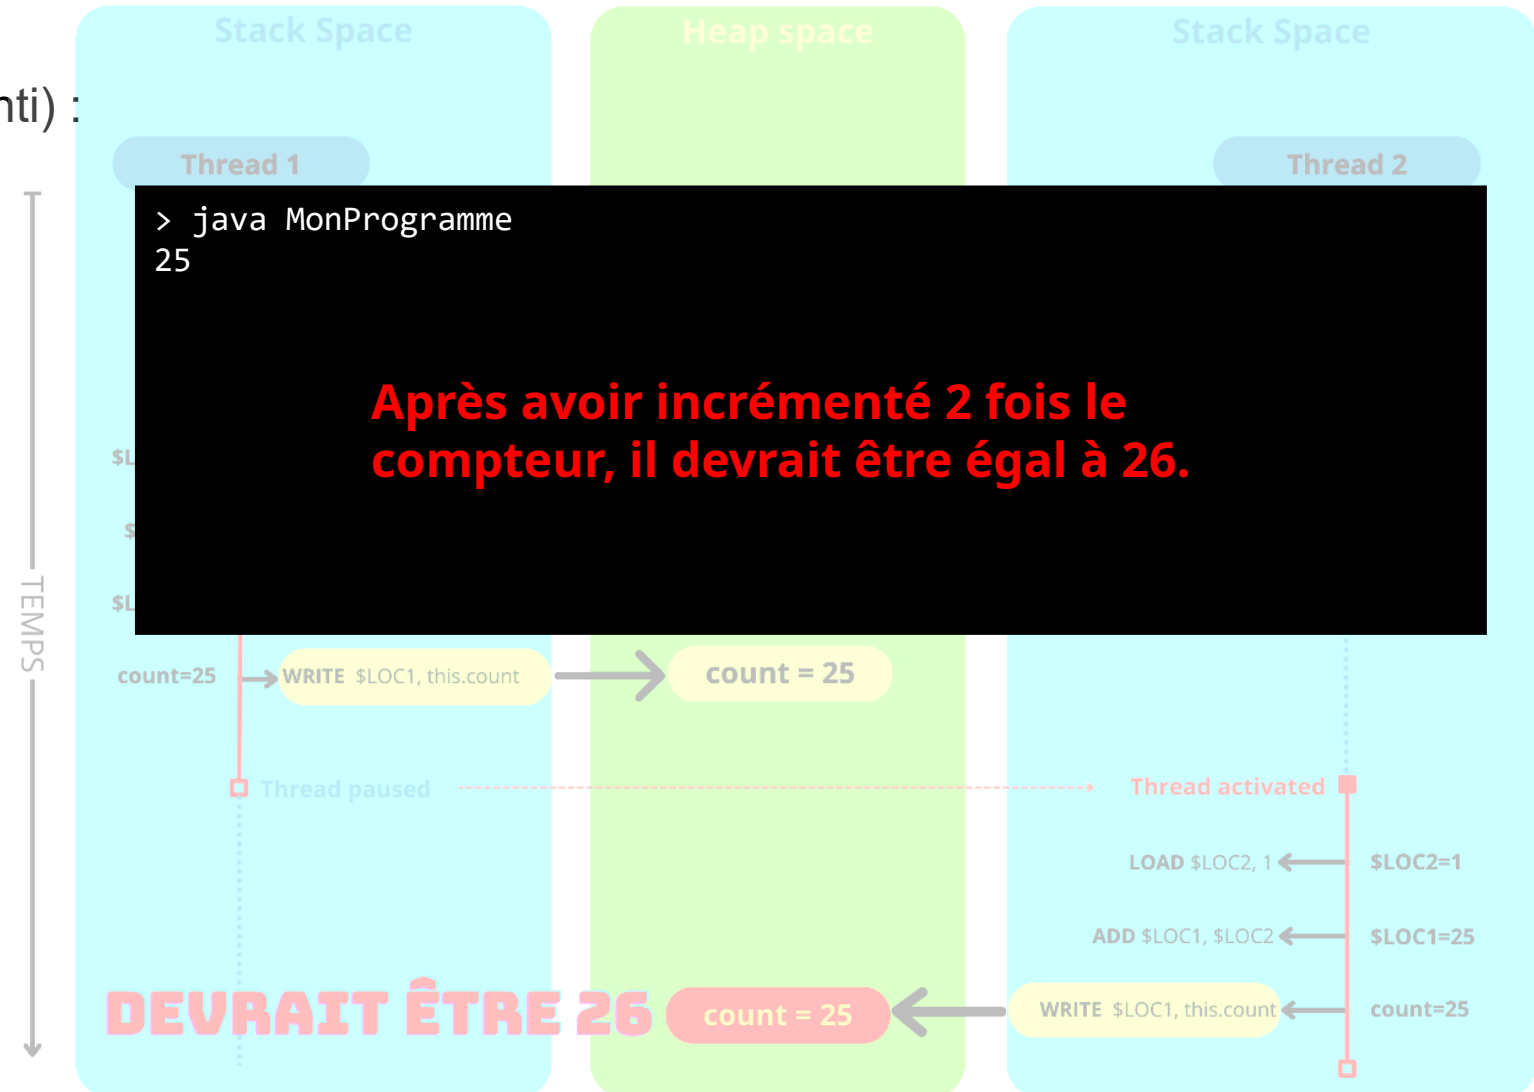 Stack Space
Heap space
Stack Space
nti) :
Thread 1
Thread 2
> java MonProgramme
25
Après avoir incrémenté 2 fois le
compteur, il devrait être égal à 26.
$L
$
$L
TEMPS
count=25
WRITE $LOC1, this.count
count = 25
Thread paused
Thread activated
LOAD $LOC2, 1
$LOC2=1
ADD $LOC1, $LOC2
$LOC1=25
DEVRAIT ÊTRE 26
count = 25
WRITE $LOC1, this.count
count=25